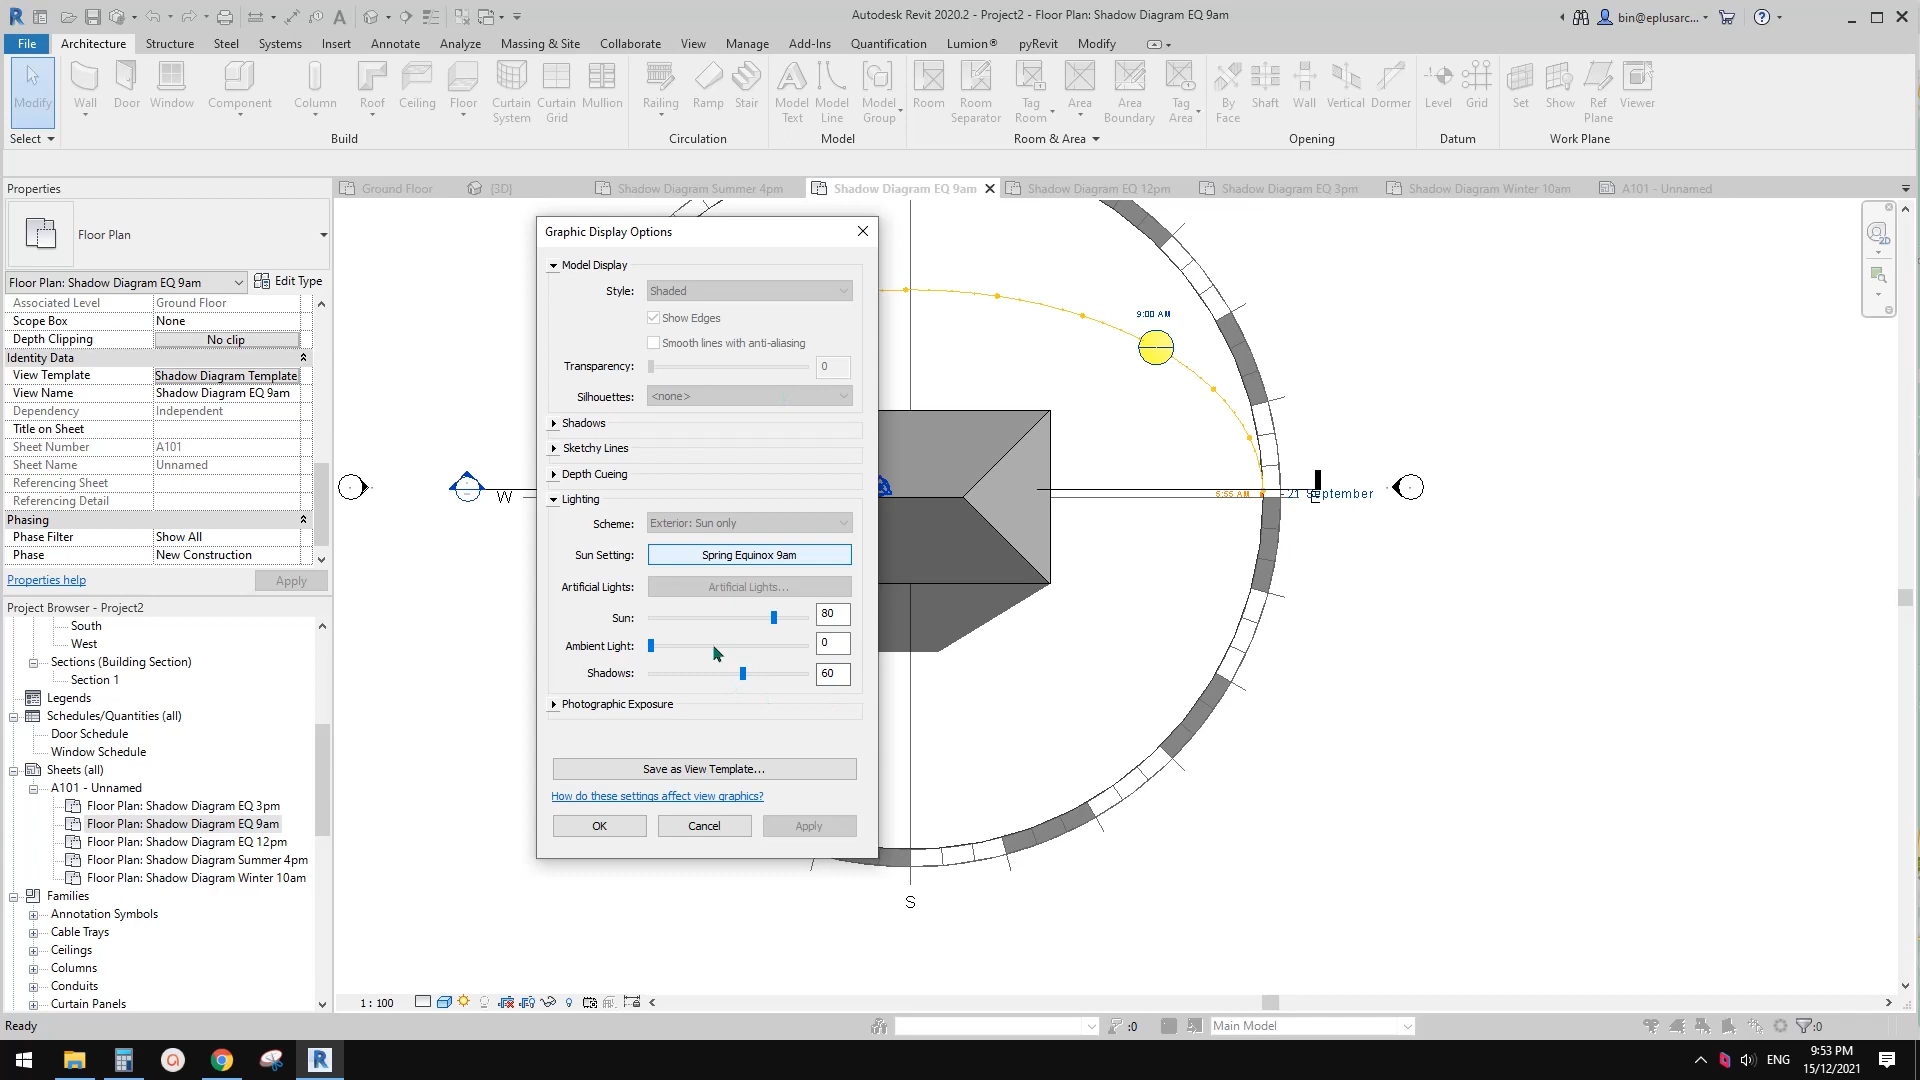 Autodesk Revit 2020.2 - Project2 - Floor Plan: Shadow Diagram EQ 9am
bin@eplusarc...
File Architecture Structure Steel Systems Insert Annotate Analyze Massing & Site Collaborate View Manage Add-Ins Quantification Lumion® pyRevit Modify
Modify Wall Door Window Component Column Roof Ceiling Floor Curtain System Curtain Grid Mullion Railing Ramp Stair Model Text Model Line Model Group Room Room Separator Tag Room Area Area Boundary Tag Area By Face Shaft Wall Vertical Dormer Level Grid Set Show Ref Plane Viewer
Select Build Circulation Model Room & Area Opening Datum Work Plane
Properties
Ground Floor {3D} Shadow Diagram Summer 4pm Shadow Diagram EQ 9am Shadow Diagram EQ 12pm Shadow Diagram EQ 3pm Shadow Diagram Winter 10am A101 - Unnamed
Floor Plan
Floor Plan: Shadow Diagram EQ 9am Edit Type
Associated Level Ground Floor
Scope Box None
Depth Clipping No clip
Identity Data
View Template Shadow Diagram Template
View Name Shadow Diagram EQ 9am
Dependency Independent
Title on Sheet
Sheet Number A101
Sheet Name Unnamed
Referencing Sheet
Referencing Detail
Phasing
Phase Filter Show All
Phase New Construction
Properties help Apply
Project Browser - Project2
South
West
Sections (Building Section)
Section 1
Legends
Schedules/Quantities (all)
Door Schedule
Window Schedule
Sheets (all)
A101 - Unnamed
Floor Plan: Shadow Diagram EQ 3pm
Floor Plan: Shadow Diagram EQ 9am
Floor Plan: Shadow Diagram EQ 12pm
Floor Plan: Shadow Diagram Summer 4pm
Floor Plan: Shadow Diagram Winter 10am
Families
Annotation Symbols
Cable Trays
Ceilings
Columns
Conduits
Curtain Panels
Graphic Display Options
Model Display
Style: Shaded
Show Edges
Smooth lines with anti-aliasing
Transparency: 0
Silhouettes: <none>
Shadows
Sketchy Lines
Depth Cueing
Lighting
Scheme: Exterior: Sun only
Sun Setting: Spring Equinox 9am
Artificial Lights: Artificial Lights...
Sun: 80
Ambient Light: 0
Shadows: 60
Photographic Exposure
Save as View Template...
How do these settings affect view graphics?
OK Cancel Apply
9:00 AM
W
5:55 AM
21 September
E
S
2D
1 : 100
Ready
:0
Main Model
:0
ENG
9:53 PM
15/12/2021